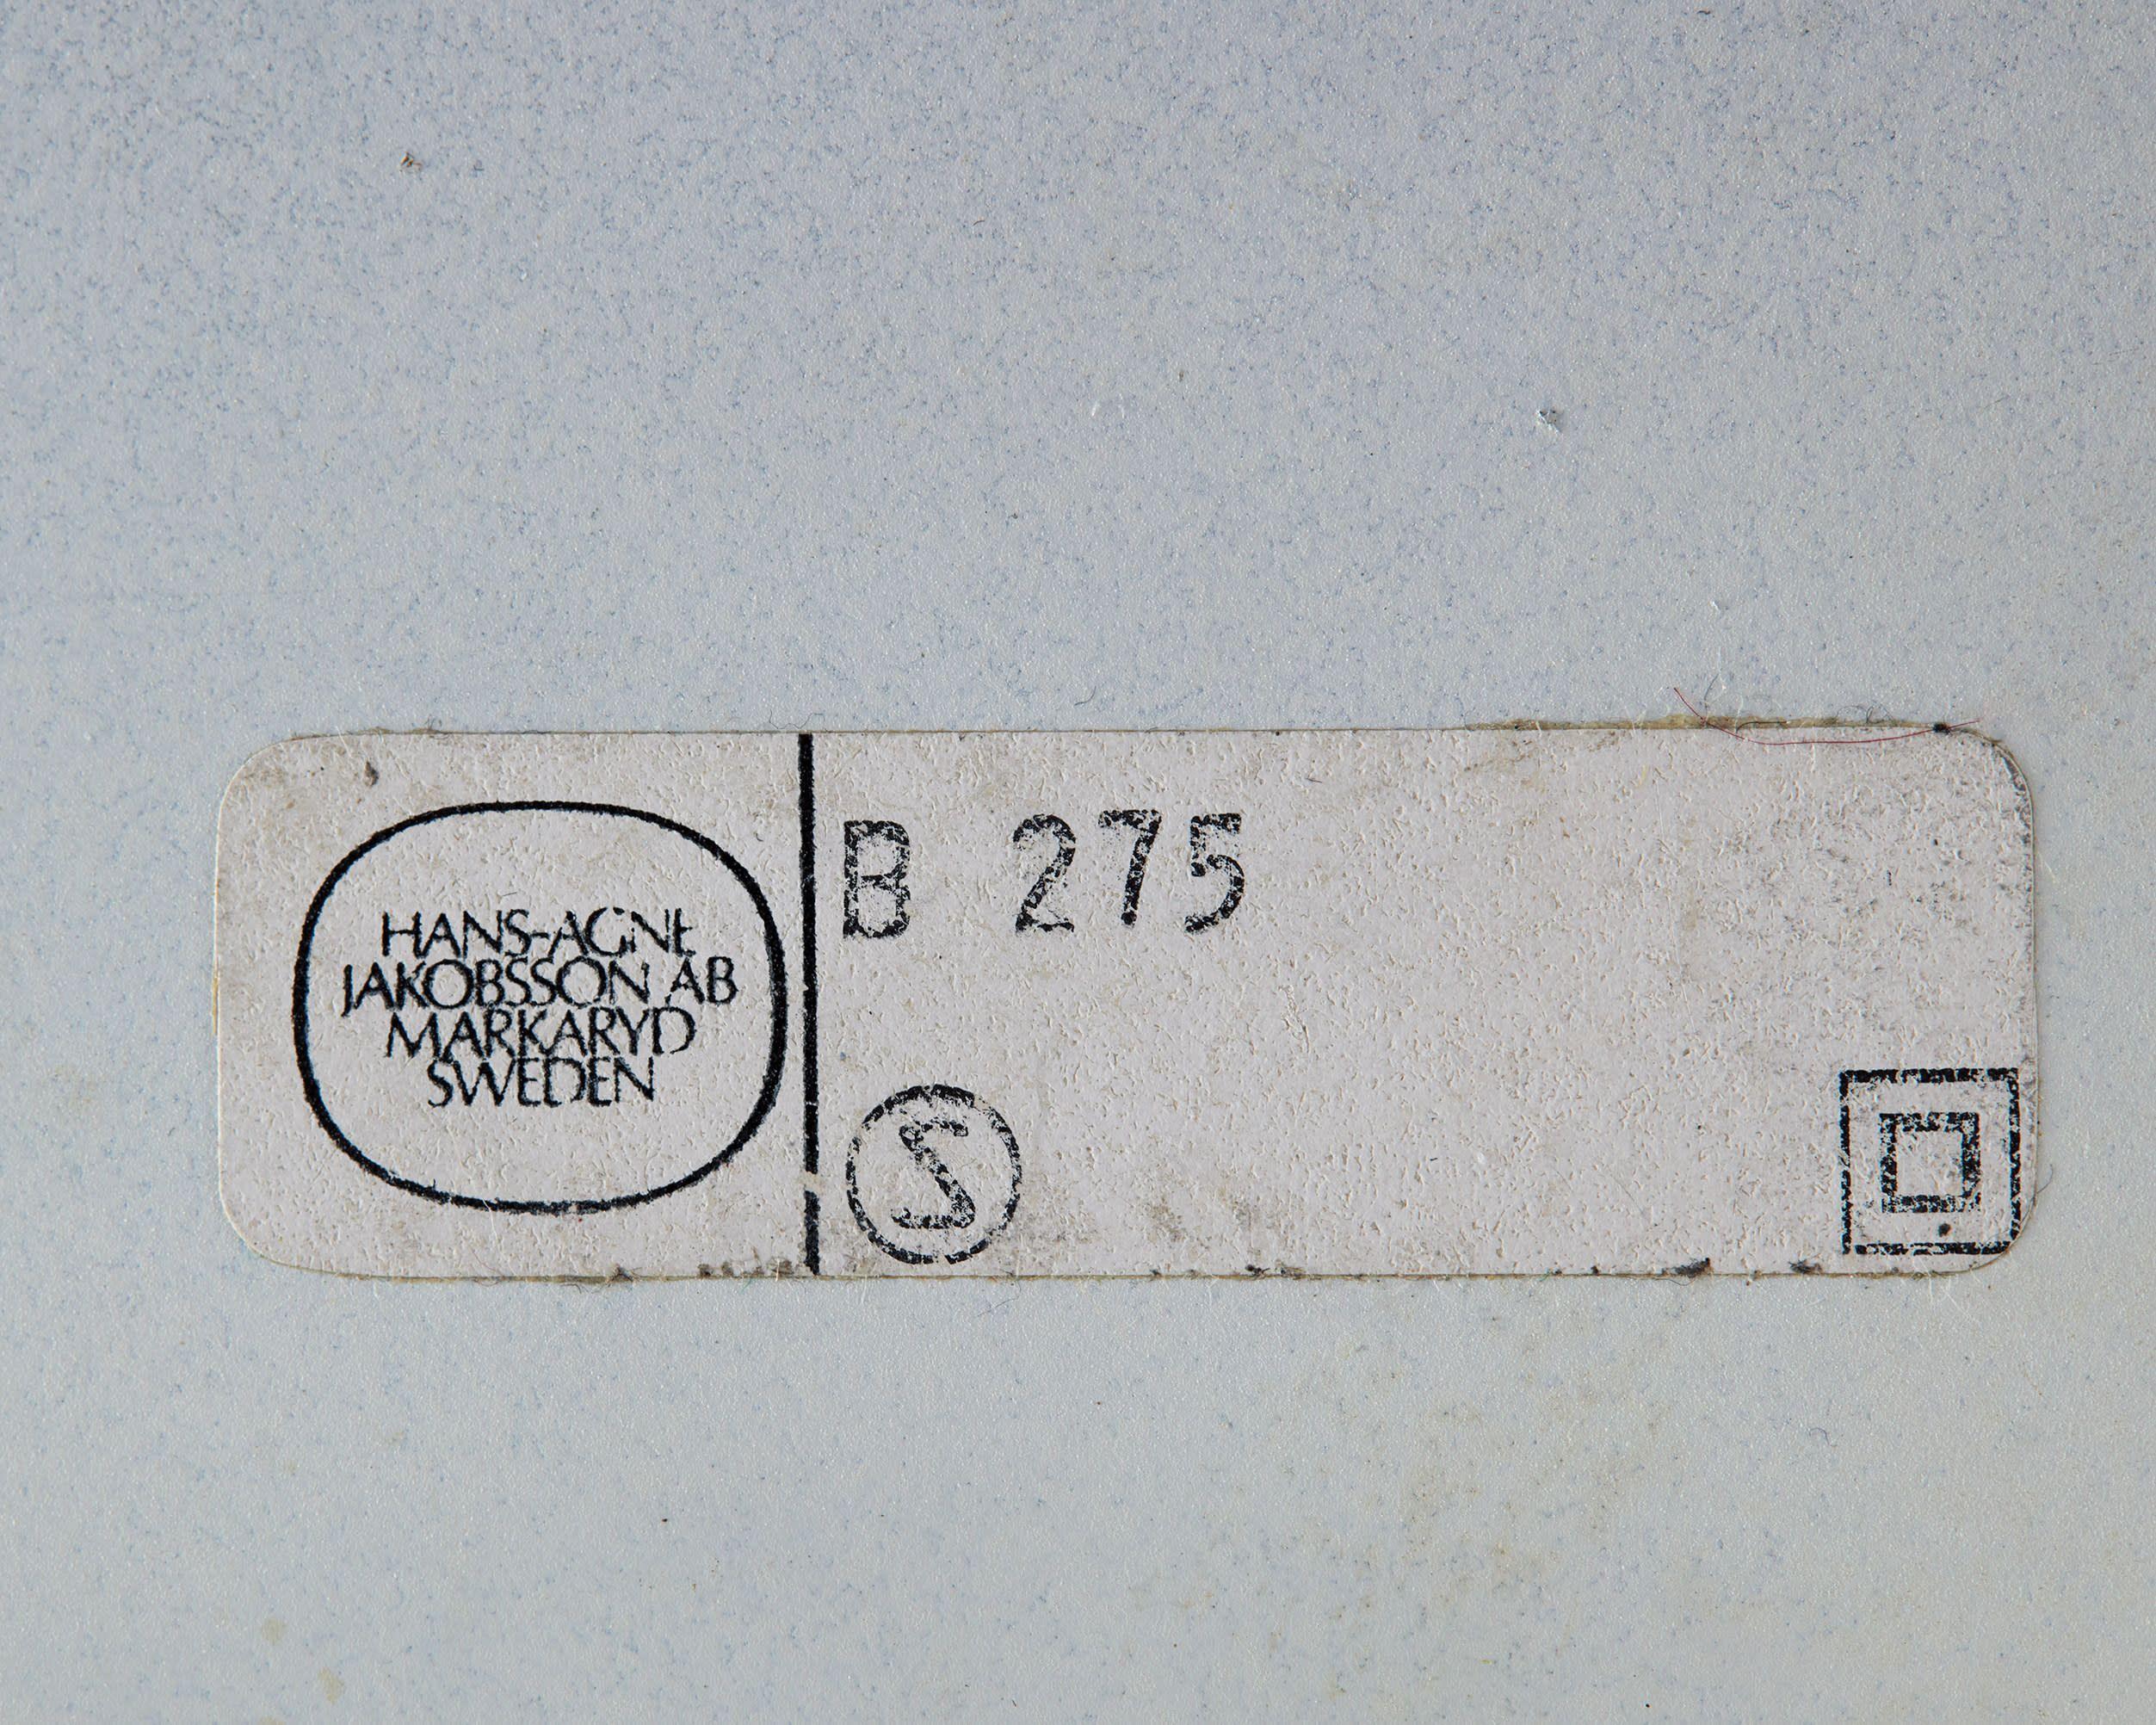 HANS-AGNE
JAKOBSSON AB
MARKARYD
SWEDEN
B 275
S